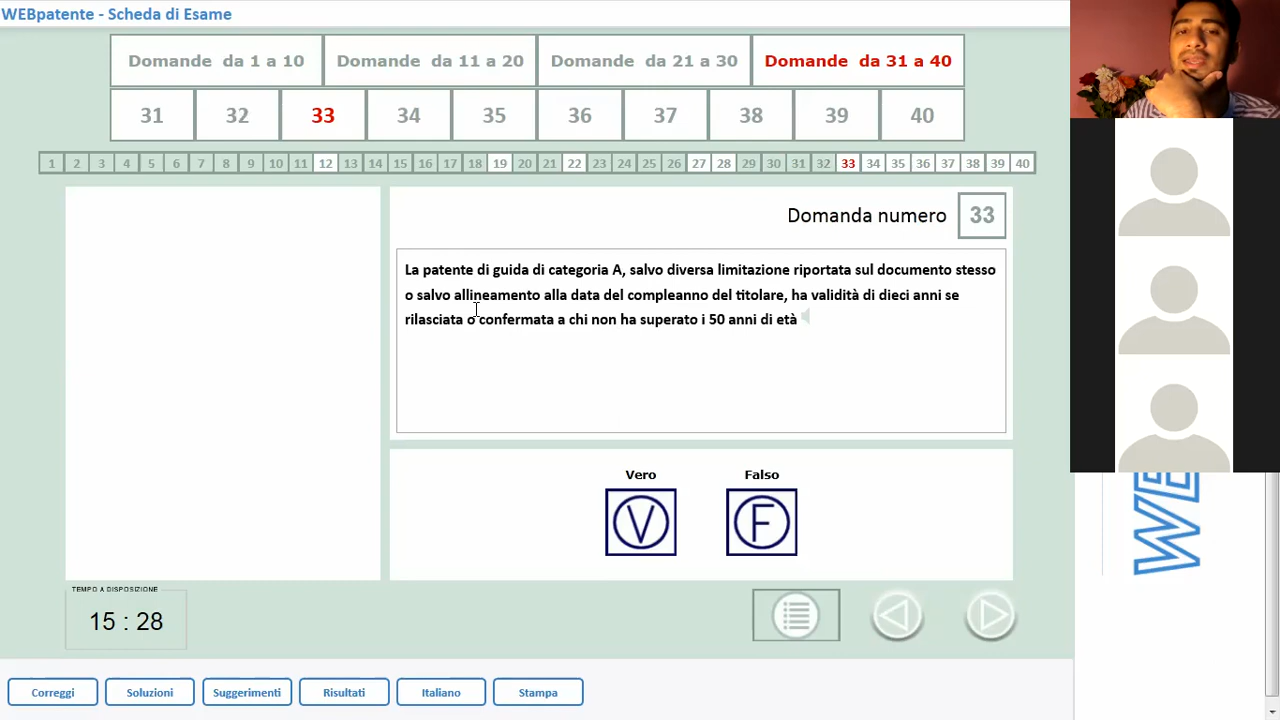 WEBpatente - Scheda di Esame
Domande da 1 a 10
Domande da 11 a 20
Domande da 21 a 30
Domande da 31 a 40
31 32 33 34 35 36 37 38 39 40
1 2 3 4 5 6 7 8 9 10 11 12 13 14 15 16 17 18 19 20 21 22 23 24 25 26 27 28 29 30 31 32 33 34 35 36 37 38 39 40
Domanda numero 33
La patente di guida di categoria A, salvo diversa limitazione riportata sul documento stesso
o salvo allineamento alla data del compleanno del titolare, ha validità di dieci anni se
rilasciata o confermata a chi non ha superato i 50 anni di età
Vero Falso
V F
TEMPO A DISPOSIZIONE
15 : 28
Correggi Soluzioni Suggerimenti Risultati Italiano Stampa
WE